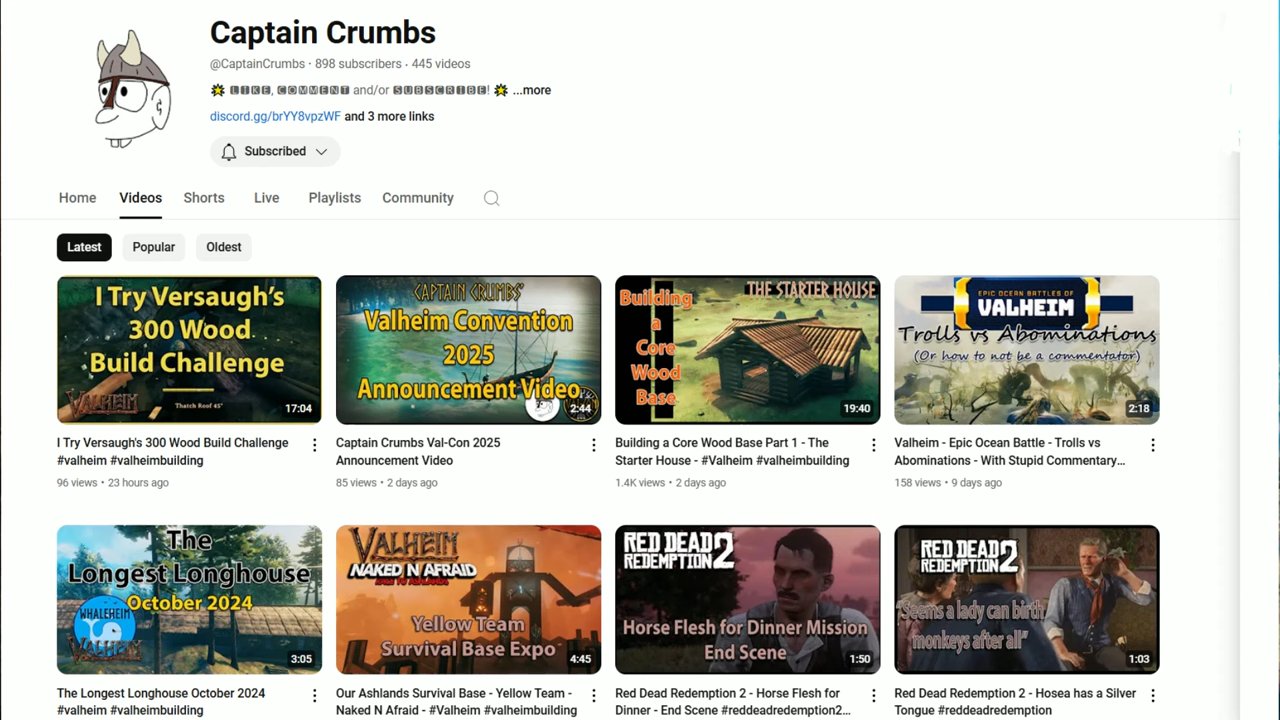 Captain Crumbs
@CaptainCrumbs · 898 subscribers · 445 videos
LIKE, COMMENT and/or SUBSCRIBE! ...more
discord.gg/brYY8vpzWF and 3 more links
Subscribed
Home Videos Shorts Live Playlists Community
Latest Popular Oldest
I Try Versaugh's
300 Wood
Build Challenge
VALHEIM
Thatch Roof 45°
17:04
CAPTAIN CRUMBS'
Valheim Convention
2025
Announcement Video
2:44
THE STARTER HOUSE
Building
a
Core
Wood
Base
19:40
EPIC OCEAN BATTLES OF
VALHEIM
Trolls vs Abominations
(Or how to not be a commentator)
2:18
I Try Versaugh's 300 Wood Build Challenge
#valheim #valheimbuilding
96 views · 23 hours ago
Captain Crumbs Val-Con 2025
Announcement Video
85 views · 2 days ago
Building a Core Wood Base Part 1 - The
Starter House - #Valheim #valheimbuilding
1.4K views · 2 days ago
Valheim - Epic Ocean Battle - Trolls vs
Abominations - With Stupid Commentary...
158 views · 9 days ago
The
Longest Longhouse
October 2024
WHALEHEIM
VALHEIM
3:05
VALHEIM
NAKED N AFRAID
RACE TO ASHLANDS
Yellow Team
Survival Base Expo
4:45
RED DEAD
REDEMPTION 2
Horse Flesh for Dinner Mission
End Scene
1:50
RED DEAD
REDEMPTION 2
"Seems a lady can birth
monkeys after all"
1:03
The Longest Longhouse October 2024
#valheim #valheimbuilding
Our Ashlands Survival Base - Yellow Team -
Naked N Afraid - #Valheim #valheimbuilding
Red Dead Redemption 2 - Horse Flesh for
Dinner - End Scene #reddeadredemption2...
Red Dead Redemption 2 - Hosea has a Silver
Tongue #reddeadredemption